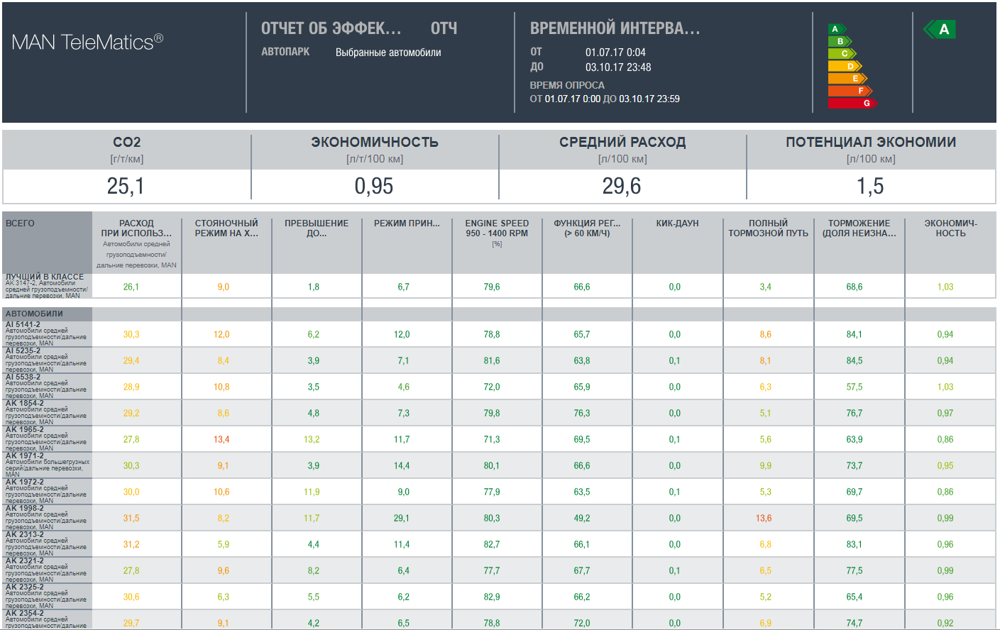 MAN TeleMatics®
ОТЧЕТ ОБ ЭФФЕК... ОТЧ
АВТОПАРК Выбранные автомобили
ВРЕМЕННОЙ ИНТЕРВА...
ОТ 01.07.17 0:04
ДО 03.10.17 23:48
ВРЕМЯ ОПРОСА
ОТ 01.07.17 0:00 ДО 03.10.17 23:59
A
B
C
D
E
F
G
A
CO2 ЭКОНОМИЧНОСТЬ СРЕДНИЙ РАСХОД ПОТЕНЦИАЛ ЭКОНОМИИ
[г/т/км] [л/т/100 км] [л/100 км] [л/100 км]
25,1 0,95 29,6 1,5
ВСЕГО
РАСХОД
ПРИ ИСПОЛЬЗ...
Автомобили средней
грузоподъемности/
дальние перевозки, MAN
СТОЯНОЧНЫЙ
РЕЖИМ НА Х...
ПРЕВЫШЕНИЕ
ДО...
РЕЖИМ ПРИН...
ENGINE SPEED
950 - 1400 RPM
[%]
ФУНКЦИЯ РЕГ...
(> 60 КМ/Ч)
КИК-ДАУН
ПОЛНЫЙ
ТОРМОЗНОЙ ПУТЬ
ТОРМОЖЕНИЕ
(ДОЛЯ НЕИЗНА...
ЭКОНОМИЧ-
НОСТЬ
ЛУЧШИЙ В КЛАССЕ
AK 3147-2, Автомобили
средней грузоподъемности/
дальние перевозки, MAN
26,1 9,0 1,8 6,7 79,6 66,6 0,0 3,4 68,6 1,03
АВТОМОБИЛИ
AI 5141-2
Автомобили средней
грузоподъемности/дальние
перевозки, MAN
30,3 12,0 6,2 12,0 78,8 65,7 0,0 8,6 84,1 0,94
AI 5235-2
Автомобили средней
грузоподъемности/дальние
перевозки, MAN
29,4 8,4 3,9 7,1 81,6 63,8 0,1 8,1 84,5 0,94
AI 5538-2
Автомобили средней
грузоподъемности/дальние
перевозки, MAN
28,9 10,8 3,5 4,6 72,0 65,9 0,0 6,3 57,5 1,03
AK 1854-2
Автомобили средней
грузоподъемности/дальние
перевозки, MAN
29,2 8,6 4,8 7,3 79,8 76,3 0,0 5,1 76,7 0,97
AK 1965-2
Автомобили средней
грузоподъемности/дальние
перевозки, MAN
27,8 13,4 13,2 11,7 71,3 69,5 0,1 5,6 63,9 0,86
AK 1971-2
Автомобили большегрузных
серий/дальние перевозки,
MAN
30,3 9,1 3,9 14,4 80,1 66,6 0,0 9,9 73,7 0,95
AK 1972-2
Автомобили средней
грузоподъемности/дальние
перевозки, MAN
30,0 10,6 11,9 9,0 77,9 63,5 0,1 5,3 69,7 0,86
AK 1998-2
Автомобили средней
грузоподъемности/дальние
перевозки, MAN
31,5 8,2 11,7 29,1 80,3 49,2 0,0 13,6 69,5 0,99
AK 2313-2
Автомобили средней
грузоподъемности/дальние
перевозки, MAN
31,2 5,9 4,4 11,4 82,7 66,1 0,0 6,8 83,1 0,96
AK 2321-2
Автомобили средней
грузоподъемности/дальние
перевозки, MAN
27,8 9,6 8,2 6,4 77,7 67,7 0,1 6,5 77,5 0,99
AK 2325-2
Автомобили средней
грузоподъемности/дальние
перевозки, MAN
30,6 6,3 5,5 6,2 82,9 66,2 0,0 5,2 65,4 0,96
AK 2354-2
Автомобили средней
грузоподъемности/дальние
29,7 9,1 4,2 6,5 78,8 72,0 0,0 6,9 74,7 0,92